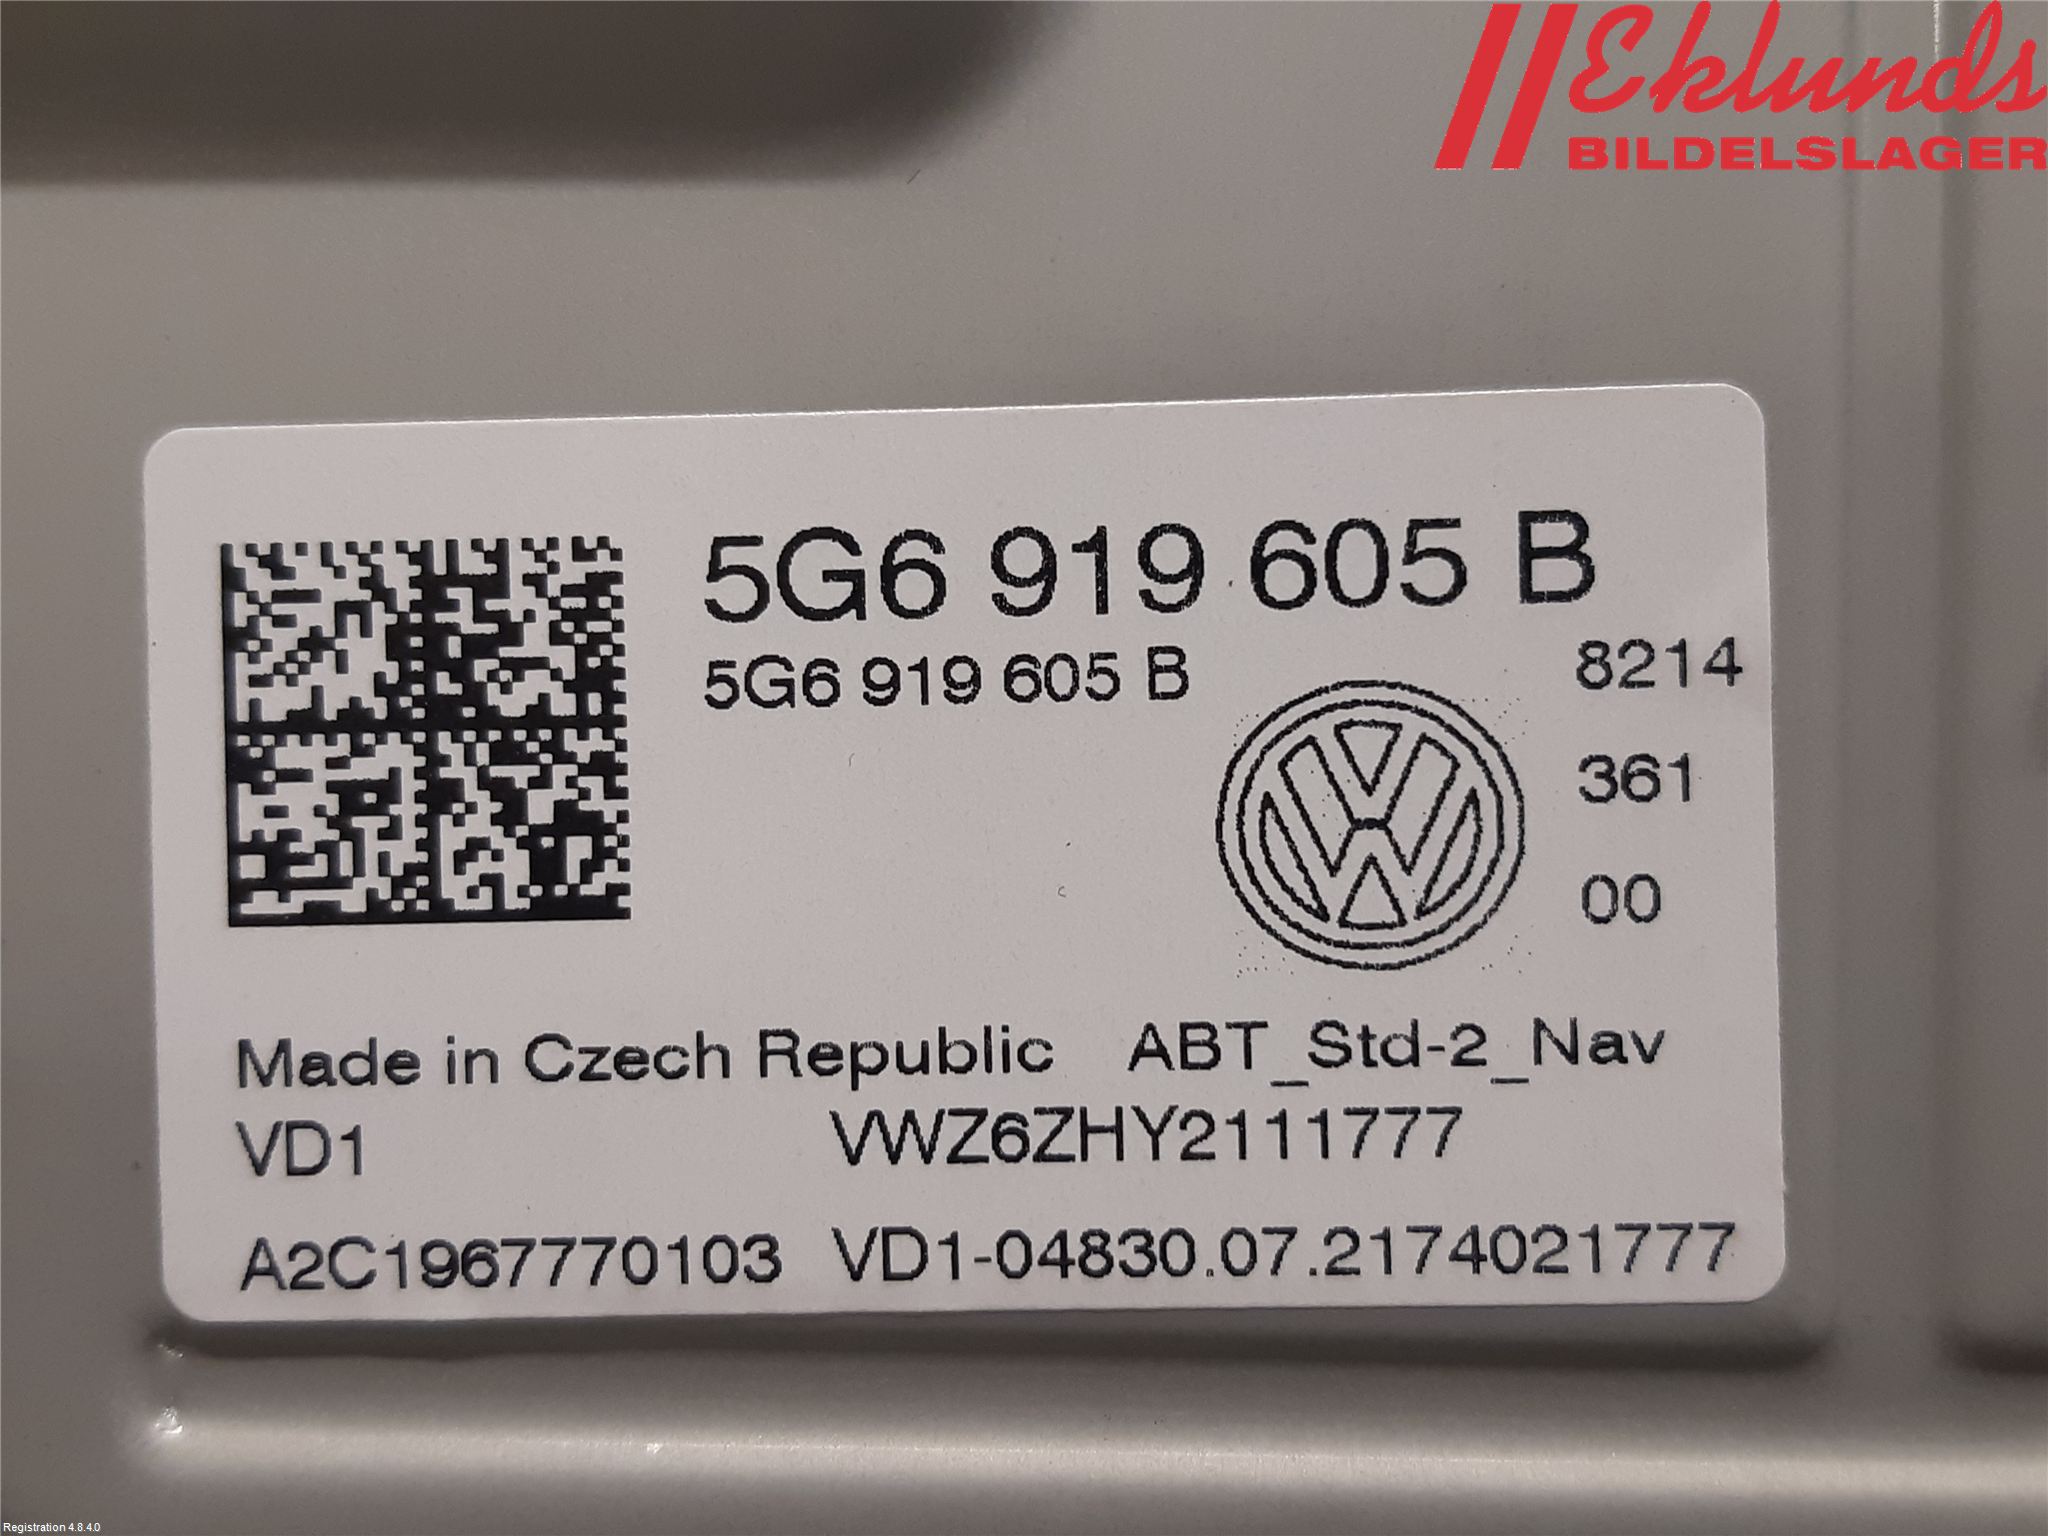 Eklunds
BILDELSLAGER
5G6 919 605 B
5G6 919 605 B
8214
361
00
Made in Czech Republic ABT_Std-2_Nav
VD1 VWZ6ZHY2111777
A2C1967770103 VD1-04830.07.2174021777
Registration 4.8.4.0